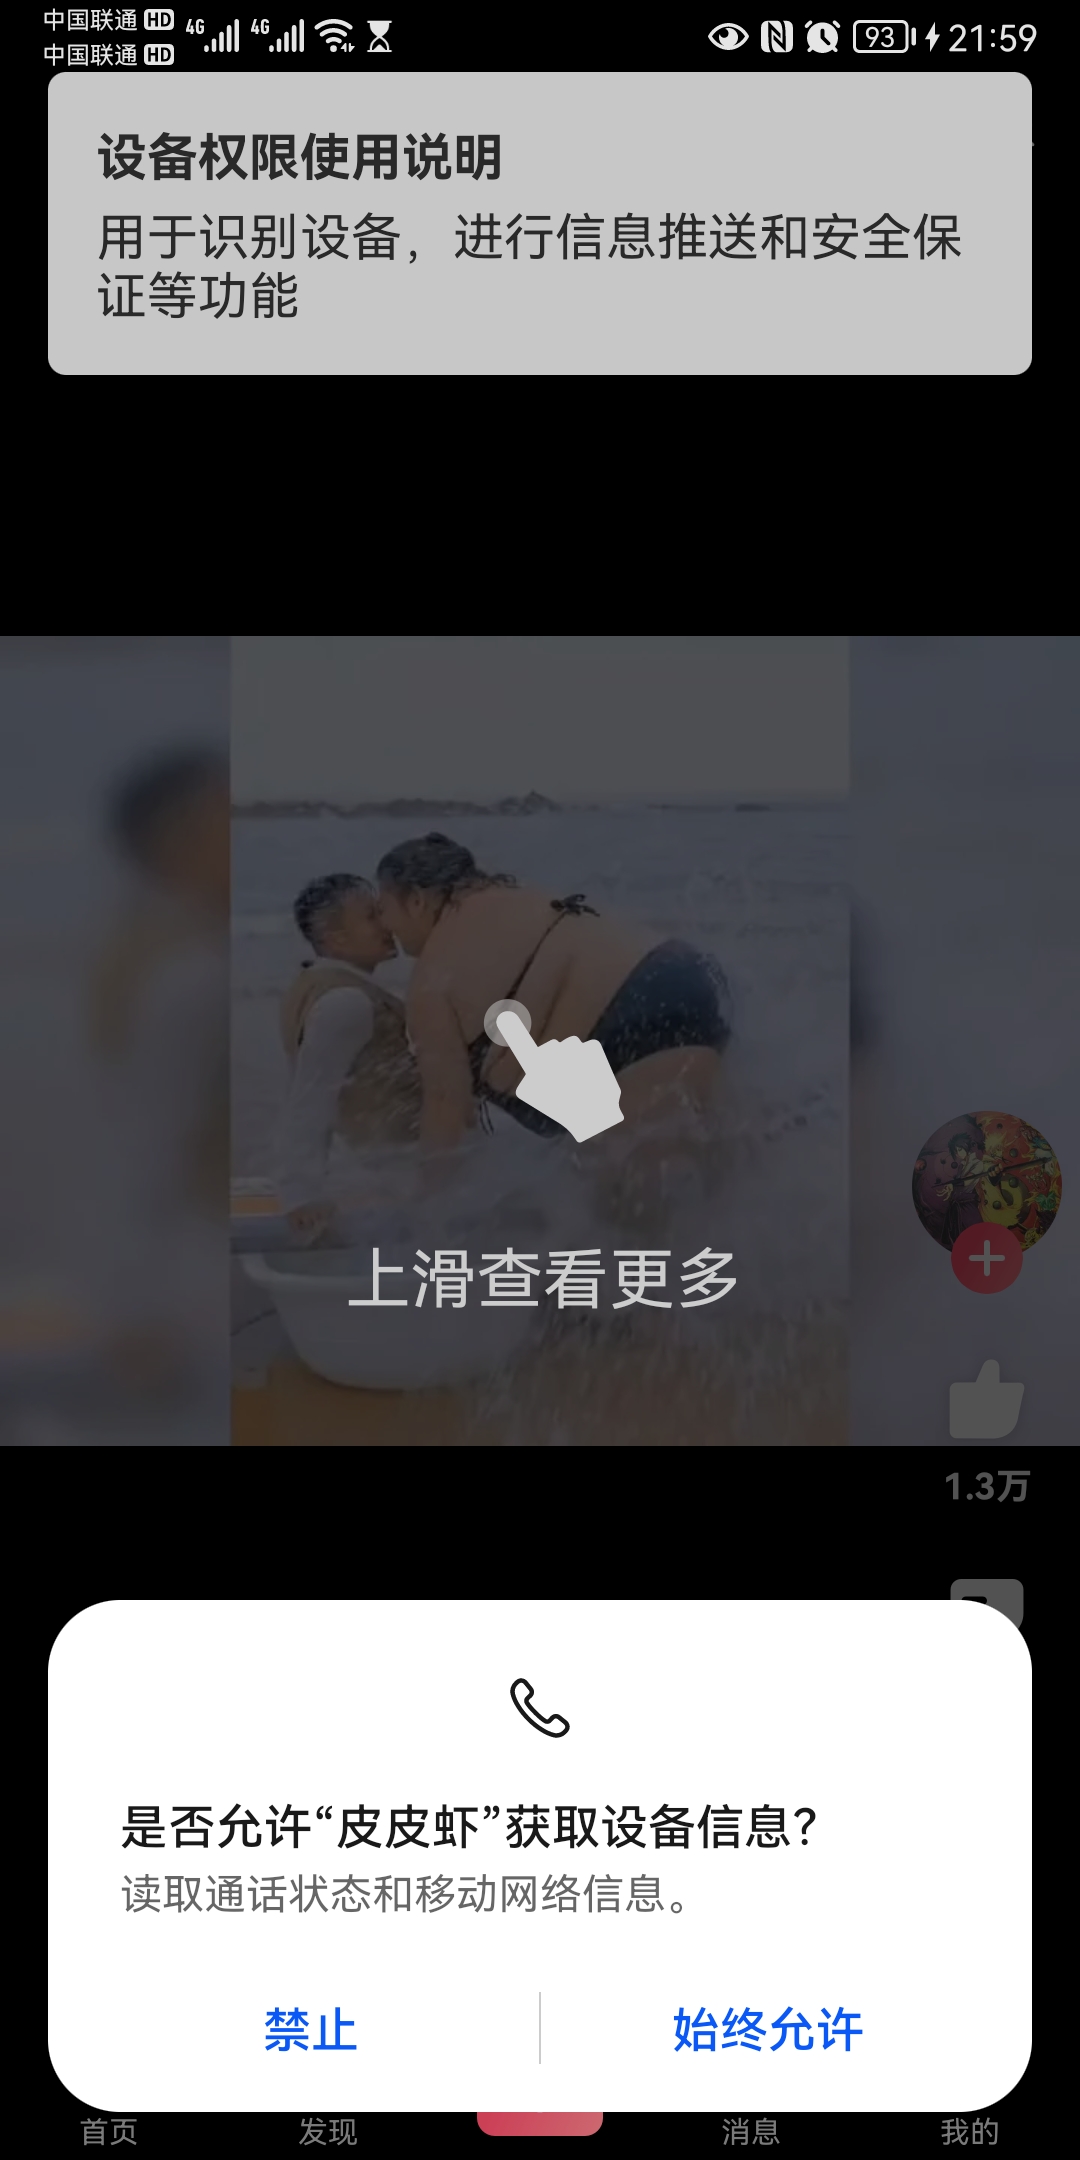 中国联通 HD
中国联通 HD
4G 4G
93 21:59
设备权限使用说明
用于识别设备，进行信息推送和安全保
证等功能
上滑查看更多
1.3万
是否允许“皮皮虾”获取设备信息？
读取通话状态和移动网络信息。
禁止 始终允许
首页 发现 消息 我的